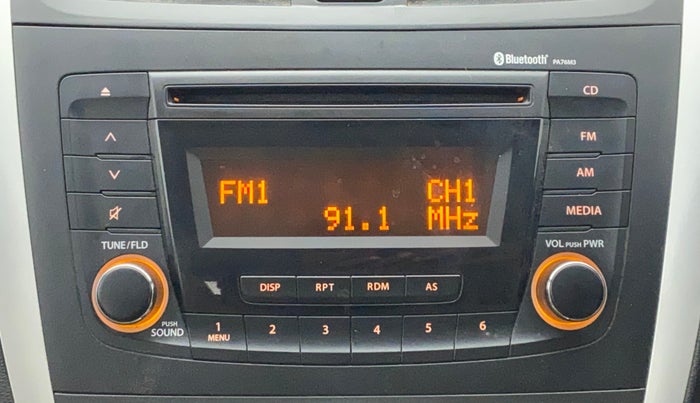 Bluetooth® PA76M3
CD
FM
AM
MEDIA
FM1 CH1
91.1 MHz
TUNE/FLD
VOL PUSH PWR
DISP RPT RDM AS
PUSH
SOUND
1 2 3 4 5 6
MENU